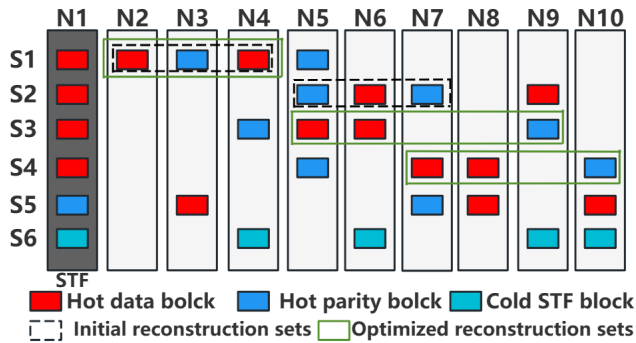 N1 N2 N3 N4 N5 N6 N7 N8 N9 N10
S1
S2
S3
S4
S5
S6
STF
Hot data bolck Hot parity bolck Cold STF block
Initial reconstruction sets Optimized reconstruction sets